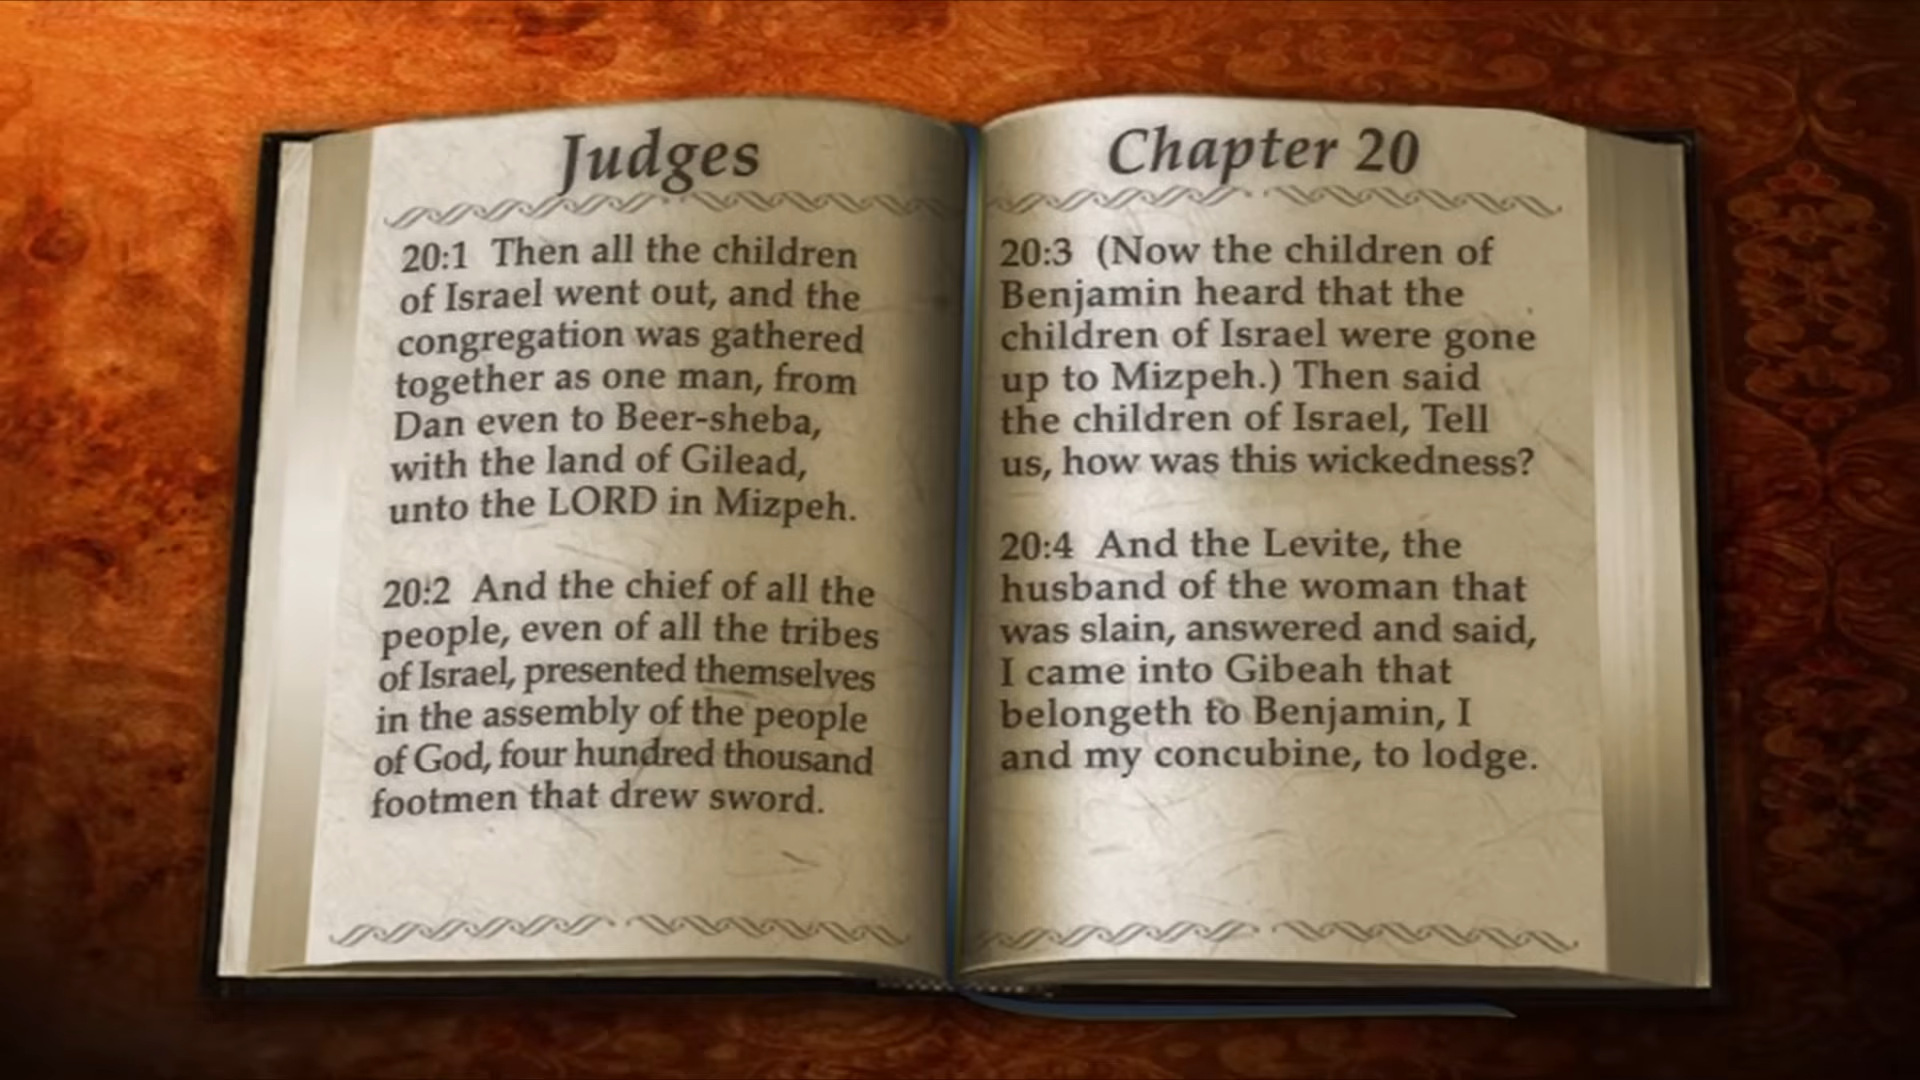 Judges
20:1 Then all the children
of Israel went out, and the
congregation was gathered
together as one man, from
Dan even to Beer-sheba,
with the land of Gilead,
unto the LORD in Mizpeh.
20:2 And the chief of all the
people, even of all the tribes
of Israel, presented themselves
in the assembly of the people
of God, four hundred thousand
footmen that drew sword.
Chapter 20
20:3 (Now the children of
Benjamin heard that the
children of Israel were gone
up to Mizpeh.) Then said
the children of Israel, Tell
us, how was this wickedness?
20:4 And the Levite, the
husband of the woman that
was slain, answered and said,
I came into Gibeah that
belongeth to Benjamin, I
and my concubine, to lodge.